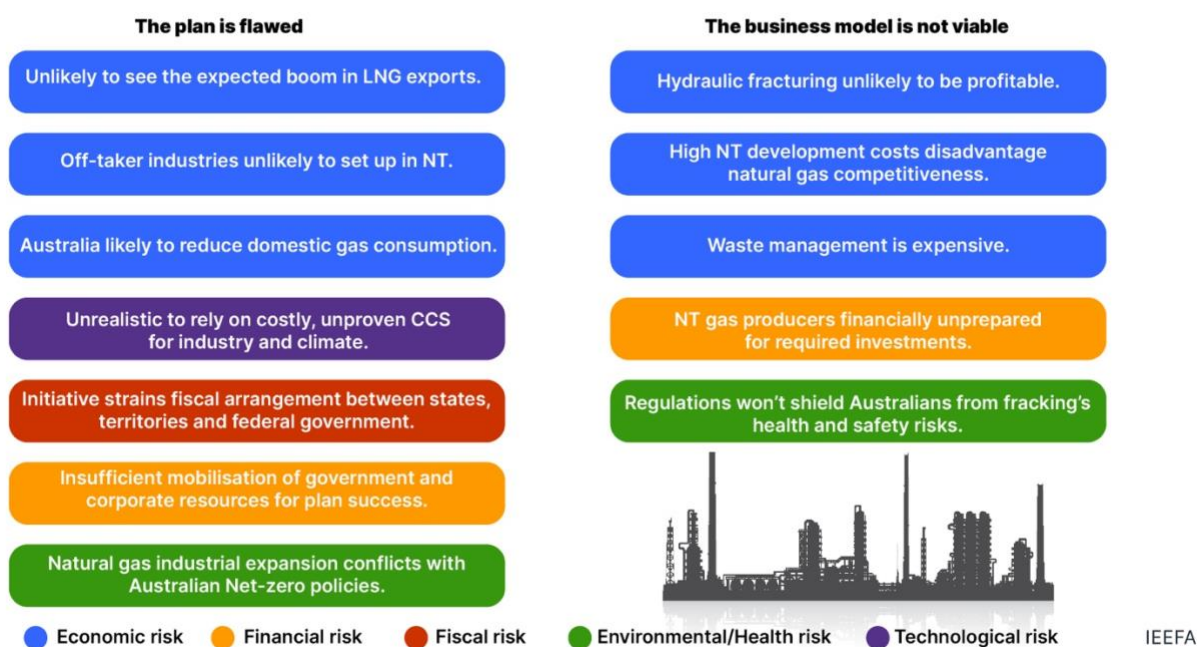 The plan is flawed
Unlikely to see the expected boom in LNG exports.
Off-taker industries unlikely to set up in NT.
Australia likely to reduce domestic gas consumption.
Unrealistic to rely on costly, unproven CCS
for industry and climate.
Initiative strains fiscal arrangement between states,
territories and federal government.
Insufficient mobilisation of government and
corporate resources for plan success.
Natural gas industrial expansion conflicts with
Australian Net-zero policies.
The business model is not viable
Hydraulic fracturing unlikely to be profitable.
High NT development costs disadvantage
natural gas competitiveness.
Waste management is expensive.
NT gas producers financially unprepared
for required investments.
Regulations won’t shield Australians from fracking’s
health and safety risks.
Economic risk
Financial risk
Fiscal risk
Environmental/Health risk
Technological risk
IEEFA